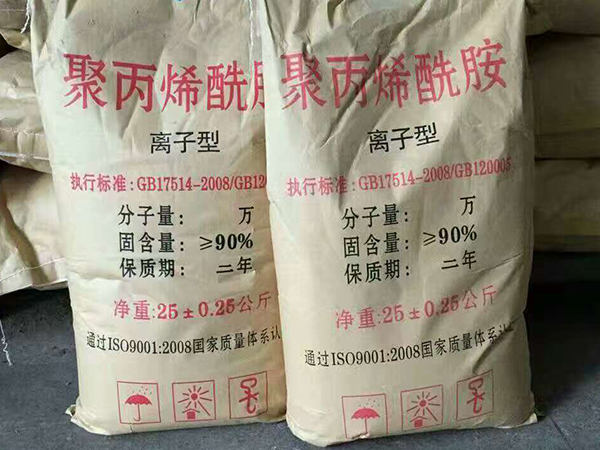 聚丙烯酰胺
离子型
执行标准:GB17514-2008/GB120
分子量: 万
固含量: ≥90%
保质期: 二年
净重:25±0.25公斤
通过ISO9001:2008国家质量体系认
聚丙烯酰胺
离子型
执行标准:GB17514-2008/GB120005
分子量: 万
固含量: ≥90%
保质期: 二年
净重:25±0.25公斤
通过ISO9001:2008国家质量体系认